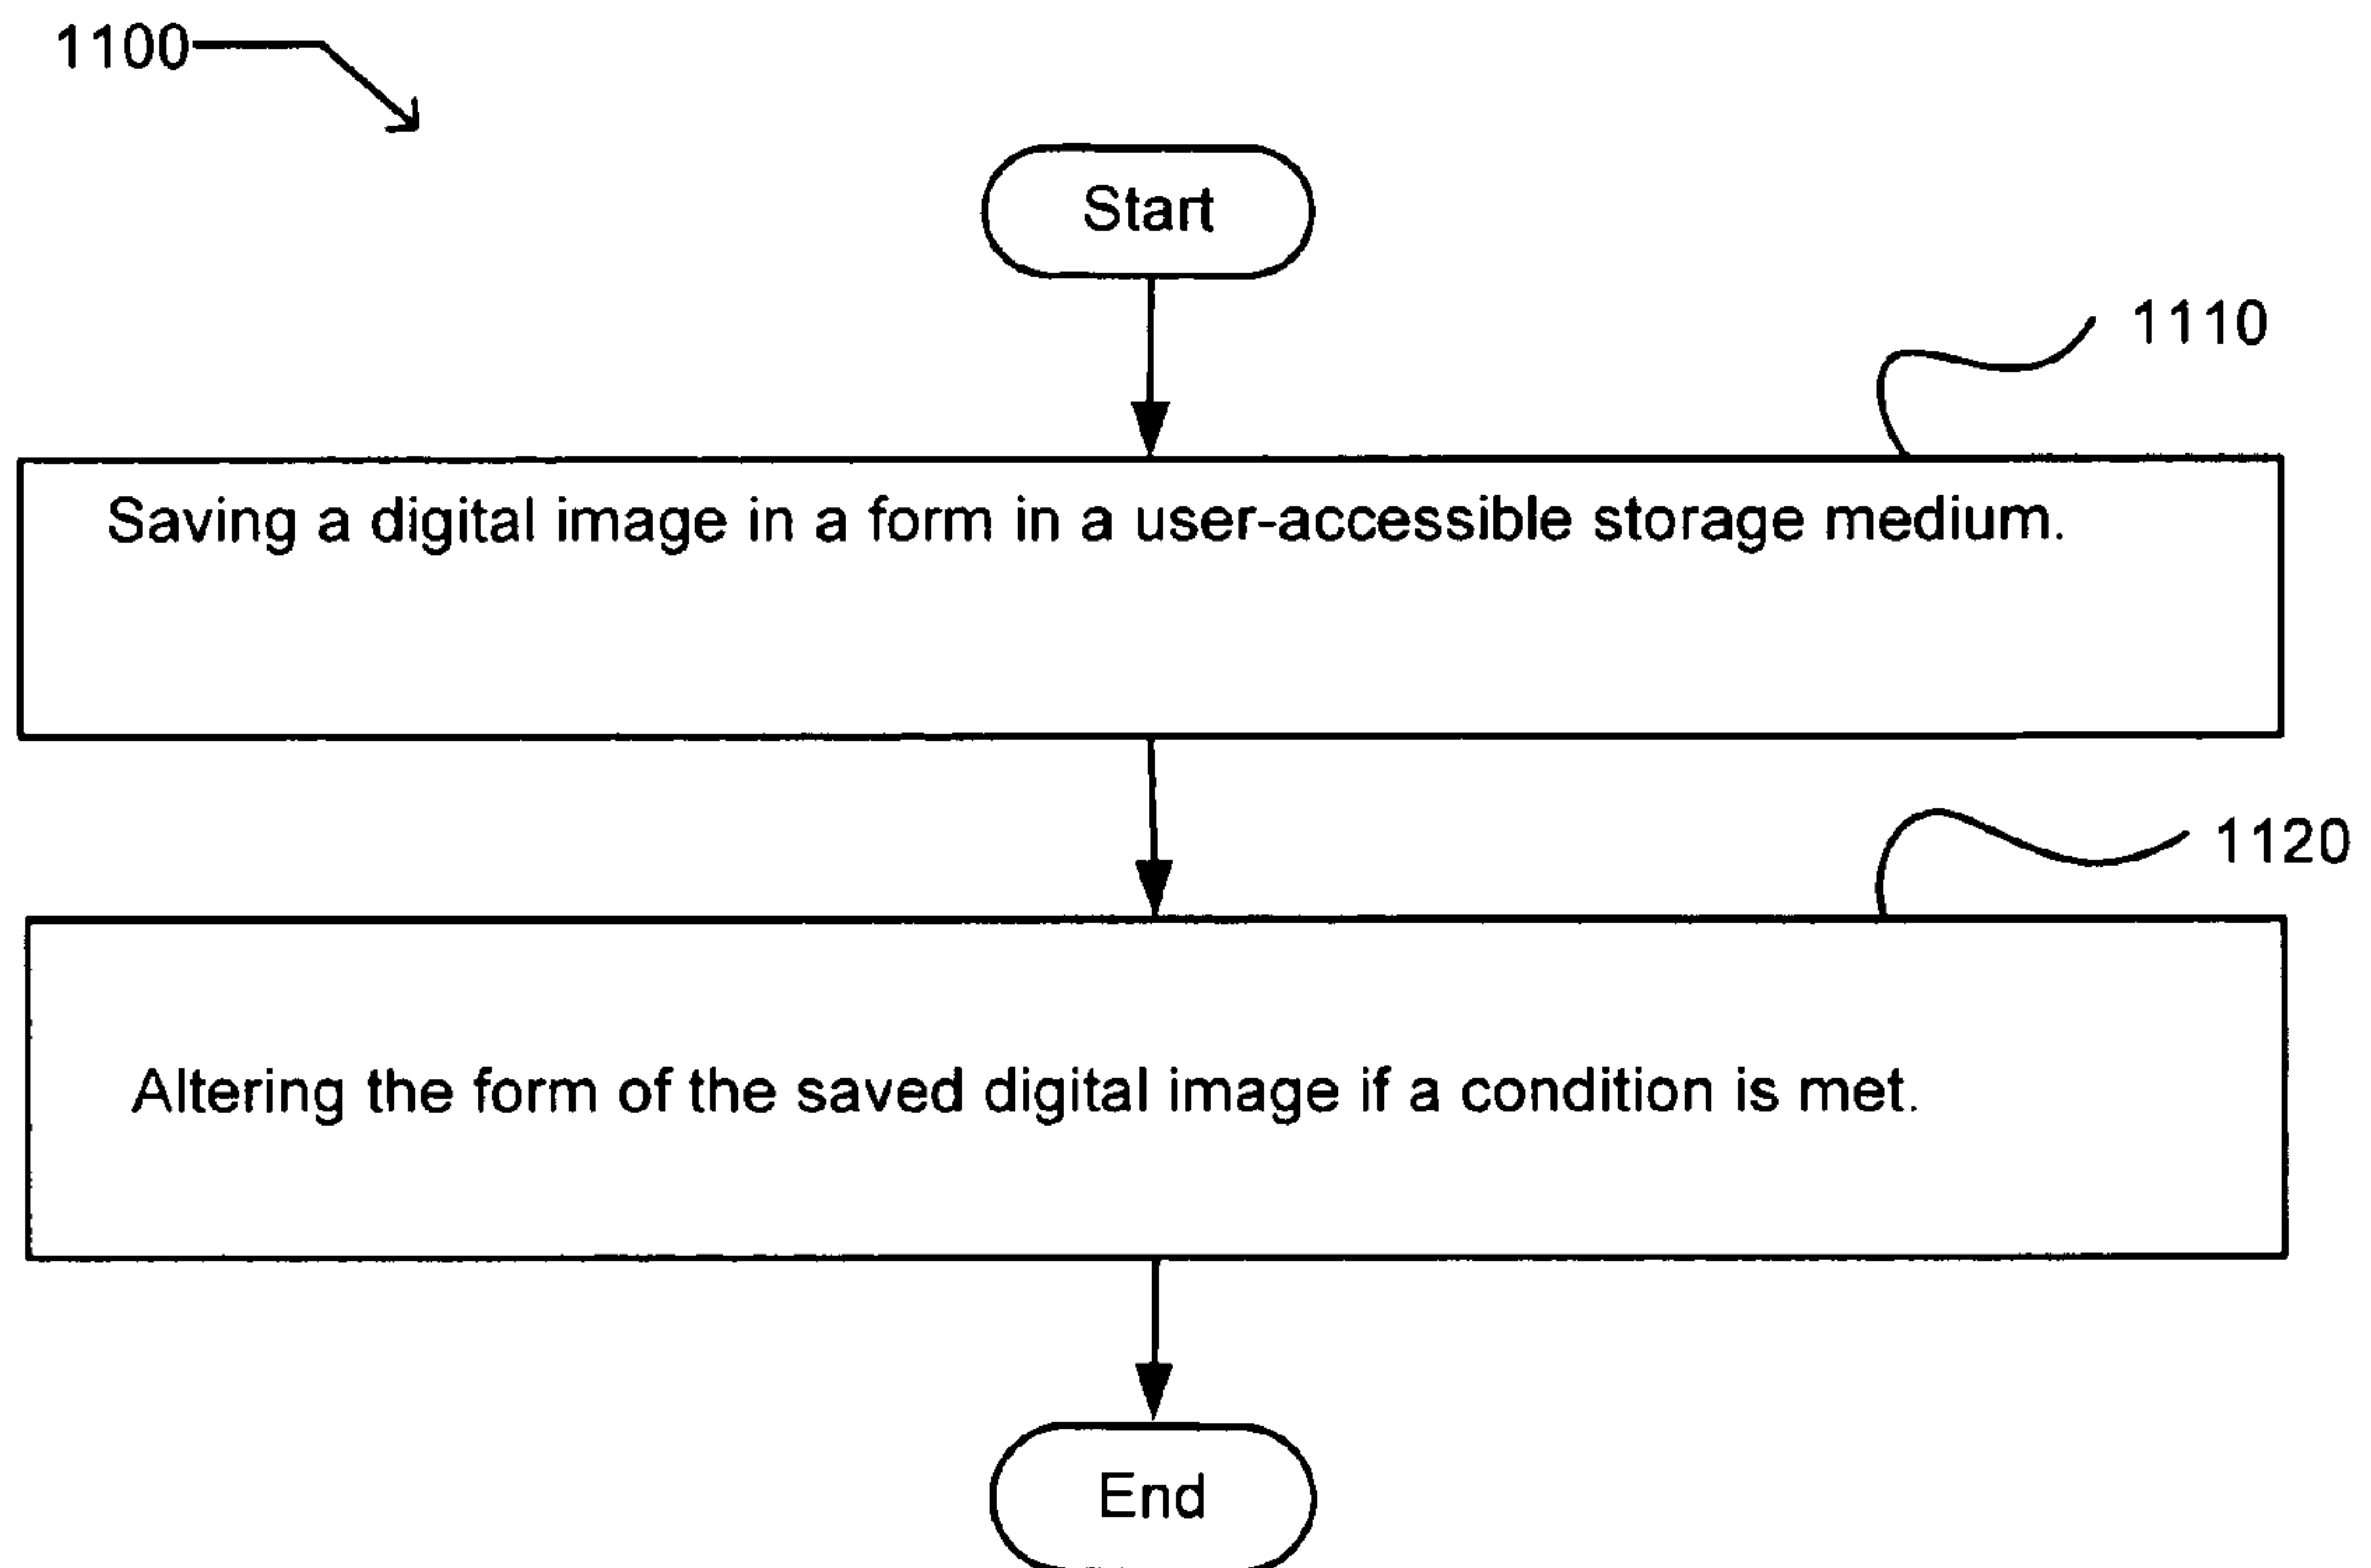 1100
Start
1110
Saving a digital image in a form in a user-accessible storage medium.
1120
Altering the form of the saved digital image if a condition is met.
End